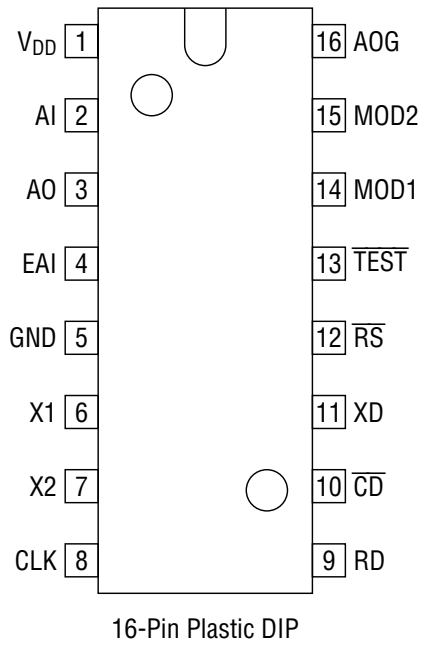 VDD 1 16 AOG
AI 2 15 MOD2
AO 3 14 MOD1
EAI 4 13 TEST
GND 5 12 RS
X1 6 11 XD
X2 7 10 CD
CLK 8 9 RD
16-Pin Plastic DIP